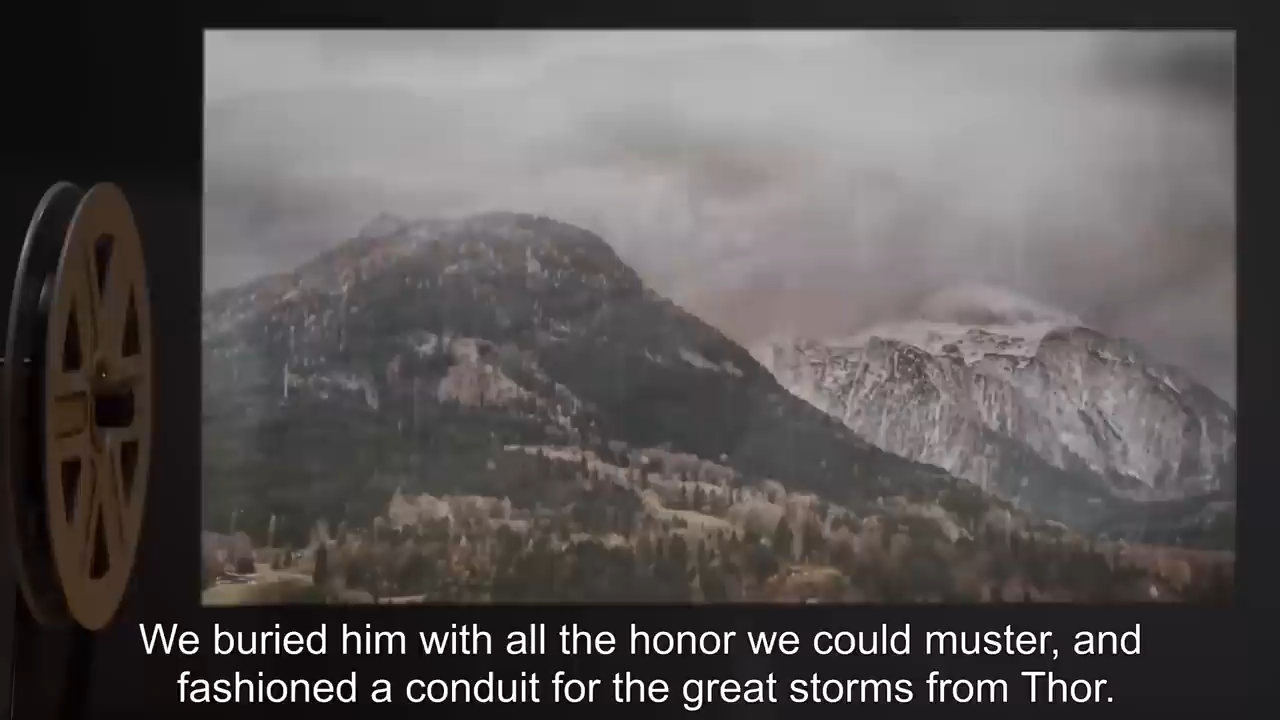 We buried him with all the honor we could muster, and
fashioned a conduit for the great storms from Thor.